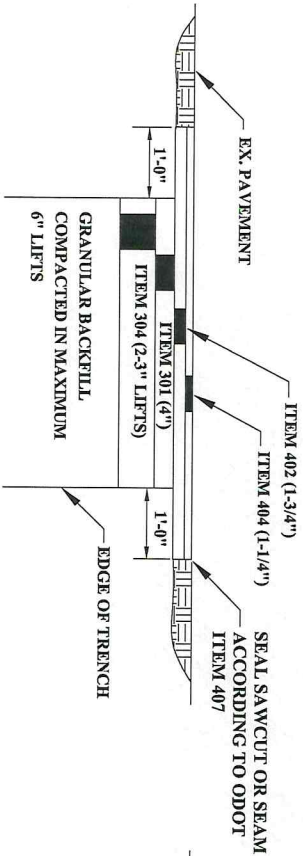 EX. PAVEMENT
ITEM 402 (1-3/4")
ITEM 404 (1-1/4")
SEAL SAWCUT OR SEAM
ACCORDING TO ODOT
ITEM 407
1'-0"
1'-0"
ITEM 301 (4")
ITEM 304 (2-3" LIFTS)
GRANULAR BACKFILL
COMPACTED IN MAXIMUM
6" LIFTS
EDGE OF TRENCH